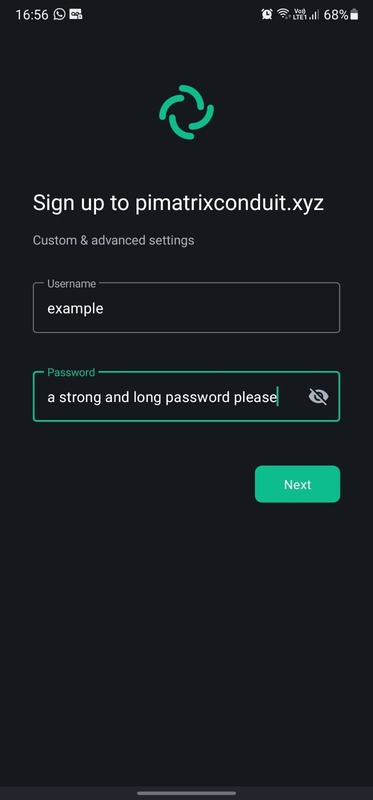 16:56 68%
Vo))
LTE1
Sign up to pimatrixconduit.xyz
Custom & advanced settings
Username
example
Password
a strong and long password please
Next